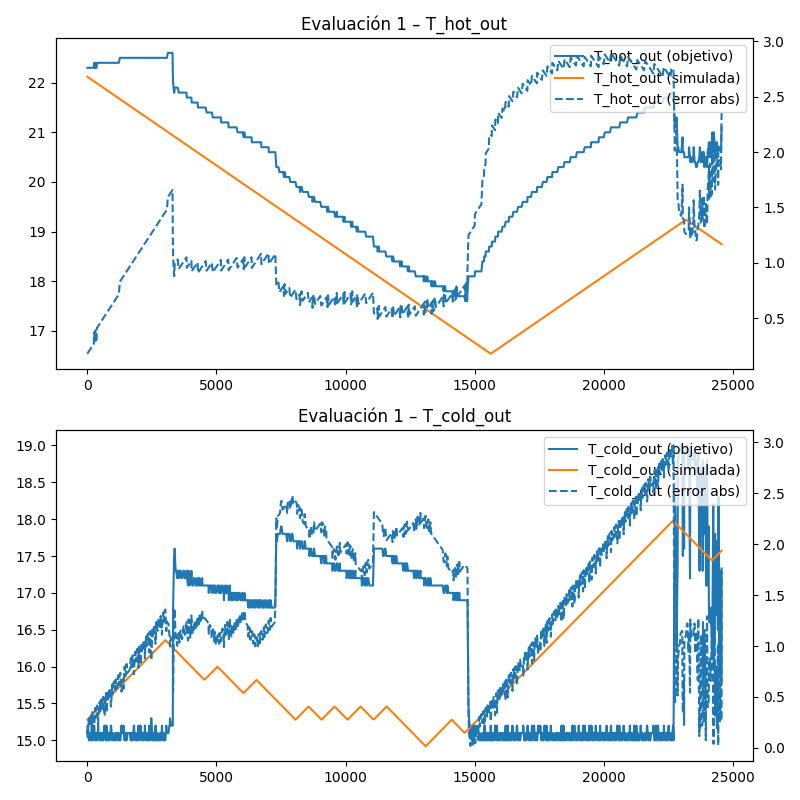 Evaluación 1 – T_hot_out
T_hot_out (objetivo)
T_hot_out (simulada)
T_hot_out (error abs)
22
21
20
19
18
17
3.0
2.5
2.0
1.5
1.0
0.5
0 5000 10000 15000 20000 25000
Evaluación 1 – T_cold_out
T_cold_out (objetivo)
T_cold_out (simulada)
T_cold_out (error abs)
19.0
18.5
18.0
17.5
17.0
16.5
16.0
15.5
15.0
3.0
2.5
2.0
1.5
1.0
0.5
0.0
0 5000 10000 15000 20000 25000